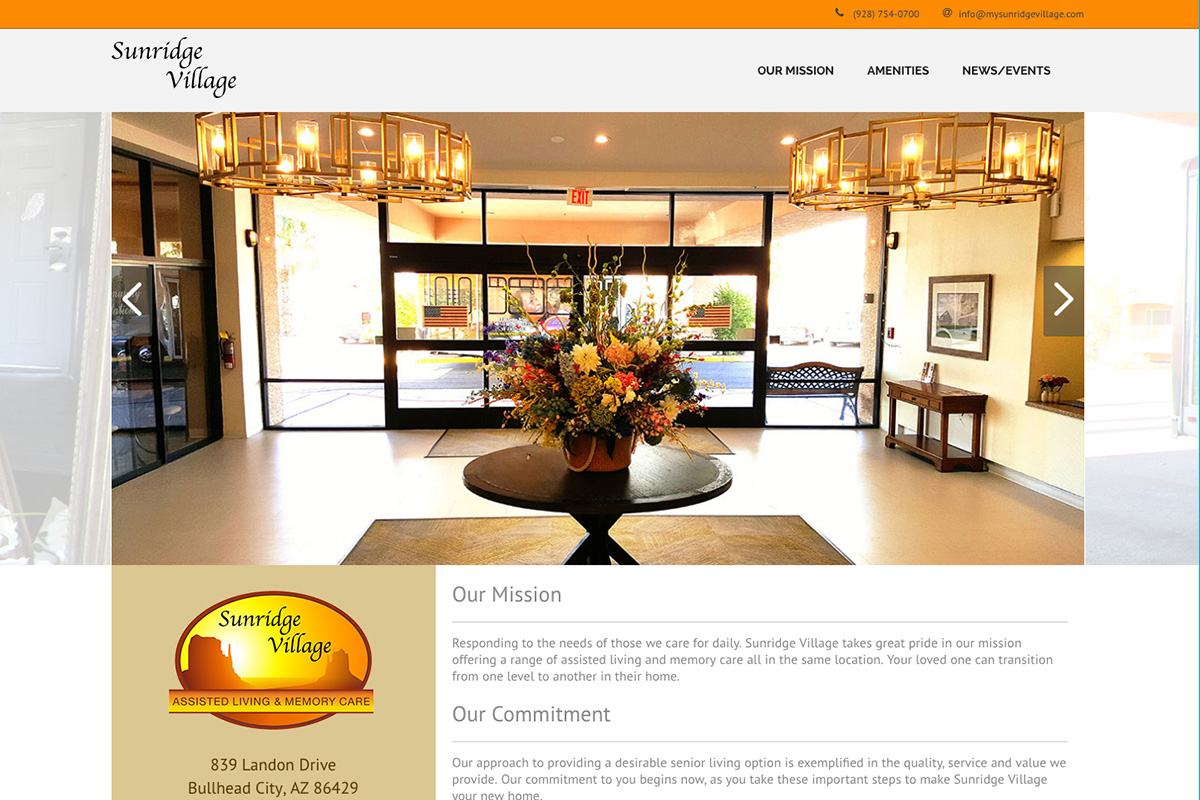 (928) 754-0700 @ info@mysunridgevillage.com
Sunridge
Village
OUR MISSION AMENITIES NEWS/EVENTS
EXIT
Sunridge
Village
ASSISTED LIVING & MEMORY CARE
839 Landon Drive
Bullhead City, AZ 86429
Our Mission
Responding to the needs of those we care for daily. Sunridge Village takes great pride in our mission
offering a range of assisted living and memory care all in the same location. Your loved one can transition
from one level to another in their home.
Our Commitment
Our approach to providing a desirable senior living option is exemplified in the quality, service and value we
provide. Our commitment to you begins now, as you take these important steps to make Sunridge Village
your new home.